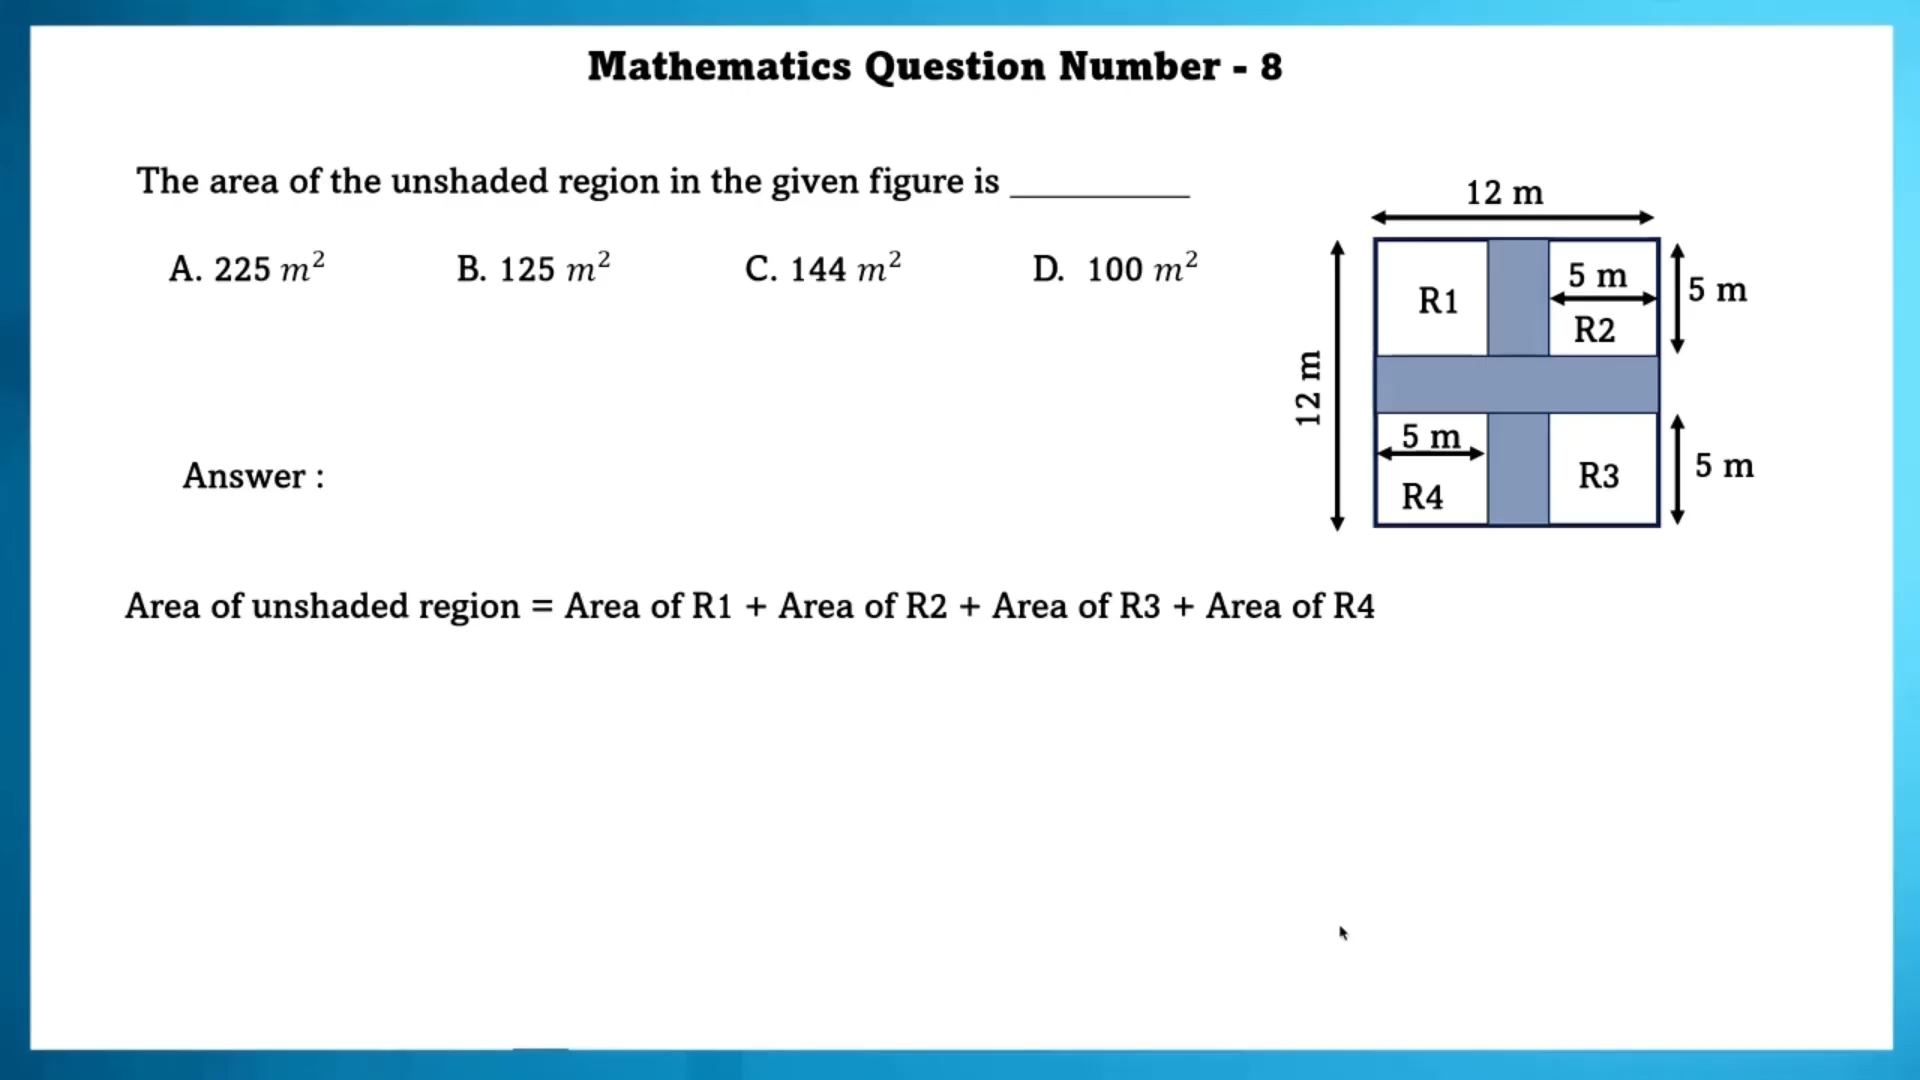 Mathematics Question Number - 8
The area of the unshaded region in the given figure is __________
A. 225 m² B. 125 m² C. 144 m² D. 100 m²
12 m
12 m
R1
5 m
R2
5 m
5 m
R4
R3
5 m
Answer :
Area of unshaded region = Area of R1 + Area of R2 + Area of R3 + Area of R4